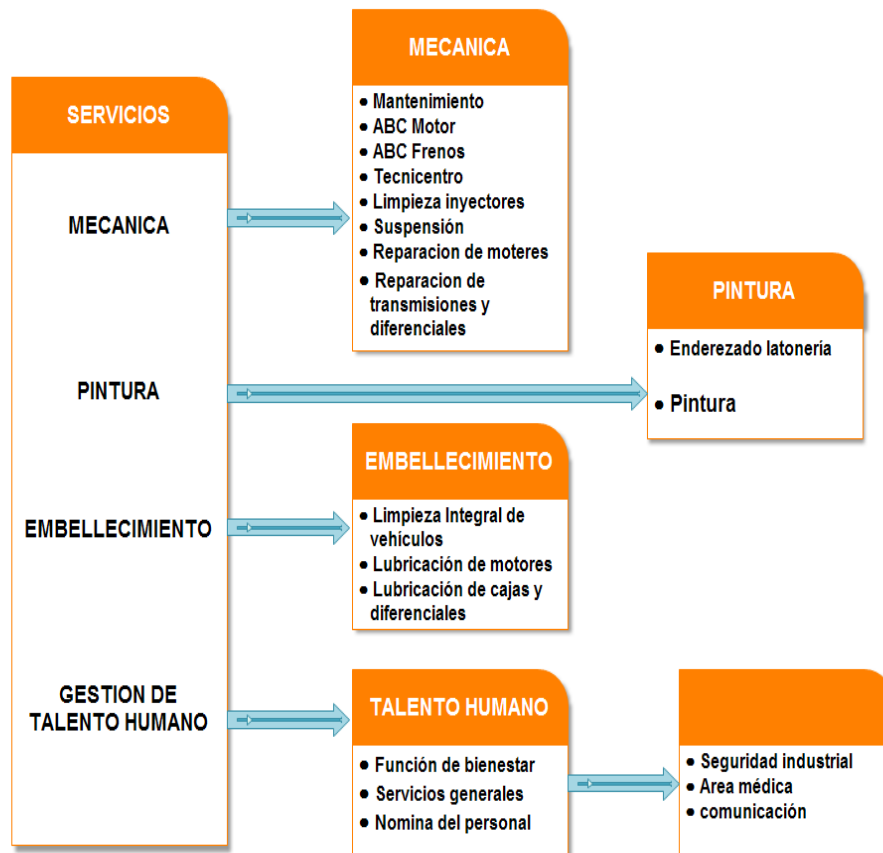 SERVICIOS
MECANICA
PINTURA
EMBELLECIMIENTO
GESTION DE
TALENTO HUMANO
MECANICA
● Mantenimiento
● ABC Motor
● ABC Frenos
● Tecnicentro
● Limpieza inyectores
● Suspensión
● Reparacion de moteres
● Reparacion de
transmisiones y
diferenciales
PINTURA
● Enderezado latonería
● Pintura
EMBELLECIMIENTO
● Limpieza Integral de
vehículos
● Lubricación de motores
● Lubricación de cajas y
diferenciales
TALENTO HUMANO
● Función de bienestar
● Servicios generales
● Nomina del personal
● Seguridad industrial
● Area médica
● comunicación